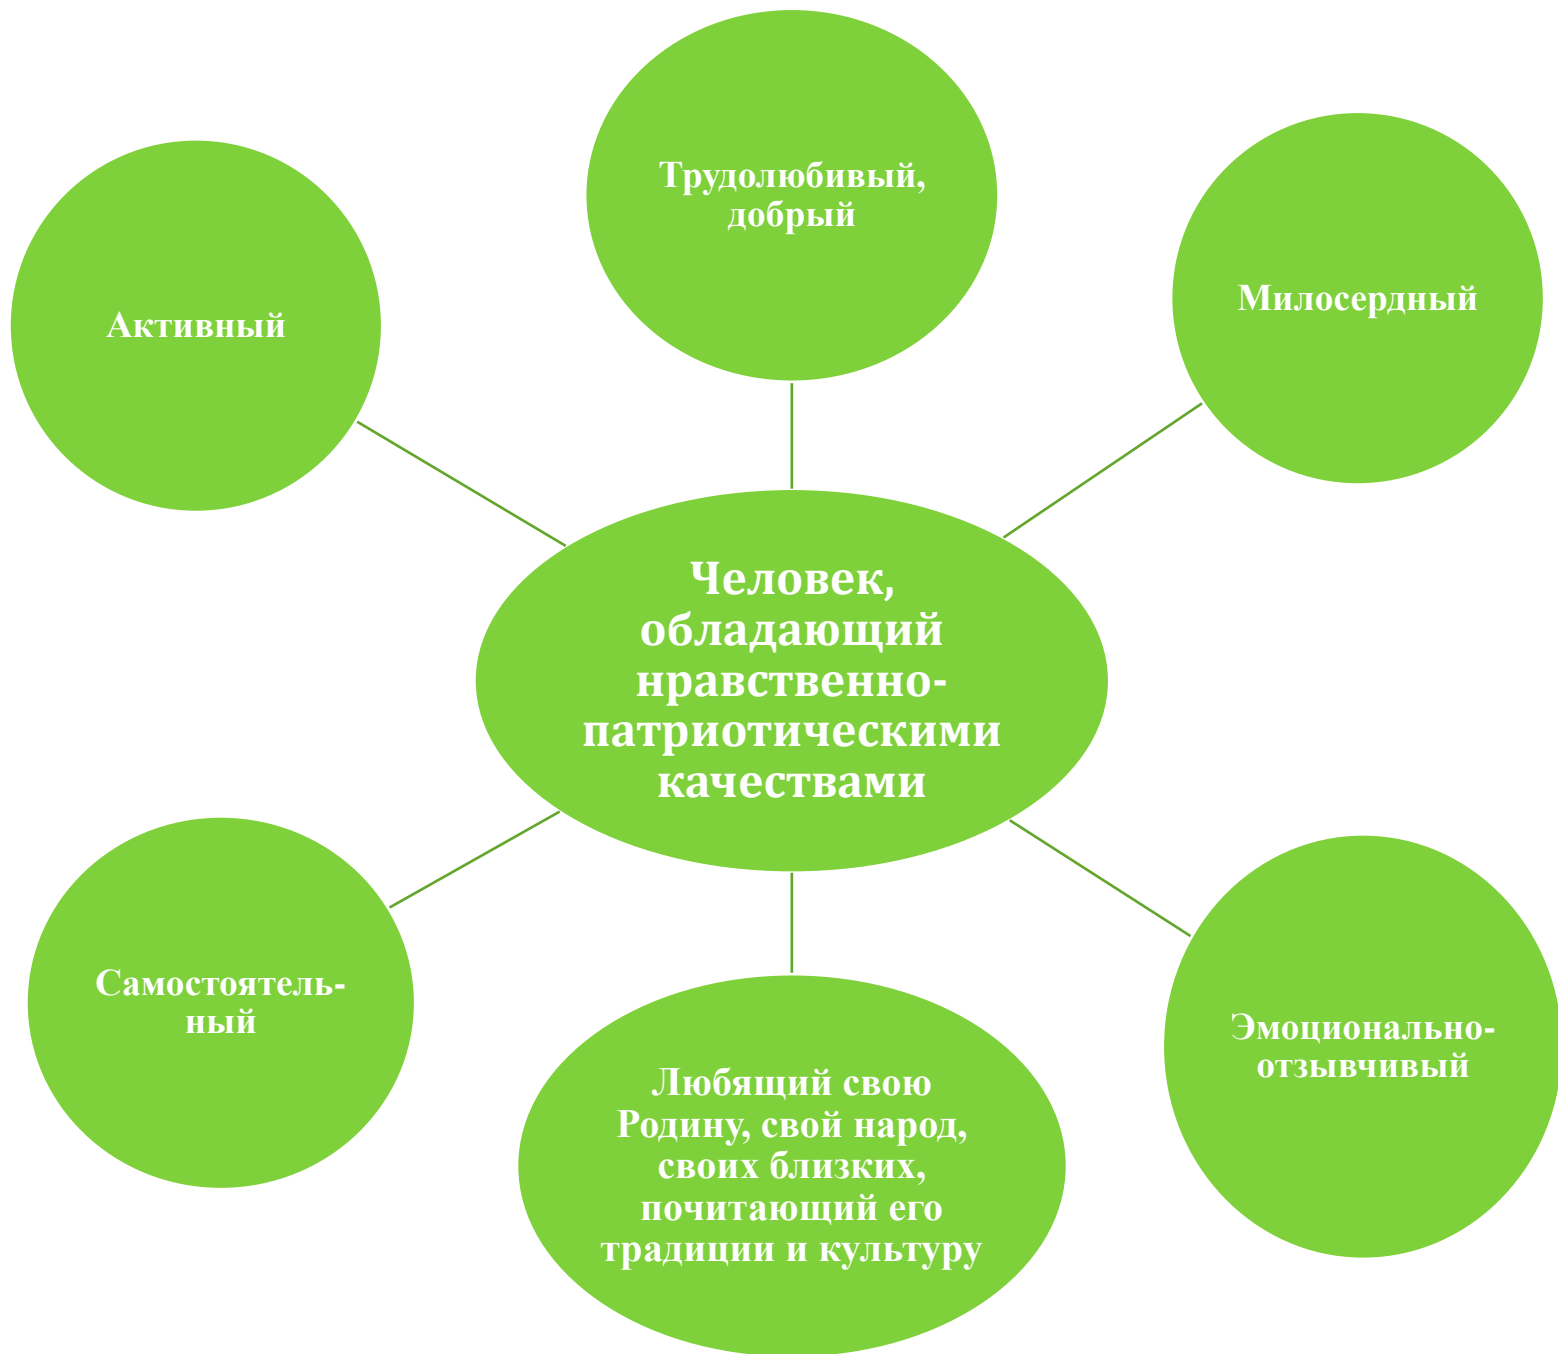 Трудолюбивый,
добрый
Милосердный
Активный
Человек,
обладающий
нравственно-
патриотическими
качествами
Самостоятель-
ный
Эмоционально-
отзывчивый
Любящий свою
Родину, свой народ,
своих близких,
почитающий его
традиции и культуру